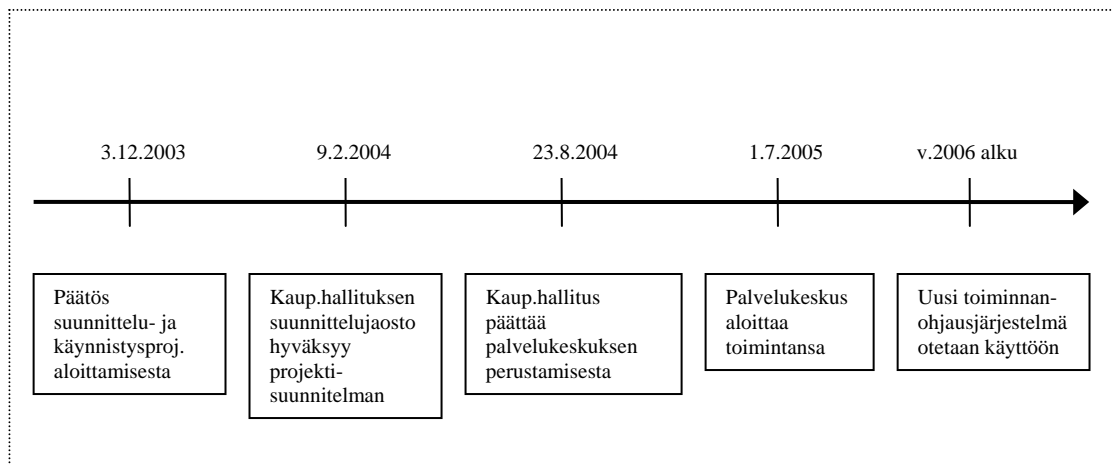 3.12.2003
9.2.2004
23.8.2004
1.7.2005
v.2006 alku
Päätös
suunnittelu- ja
käynnistysproj.
aloittamisesta
Kaup.hallituksen
suunnittelujaosto
hyväksyy
projekti-
suunnitelman
Kaup.hallitus
päättää
palvelukeskuksen
perustamisesta
Palvelukeskus
aloittaa
toimintansa
Uusi toiminnan-
ohjausjärjestelmä
otetaan käyttöön